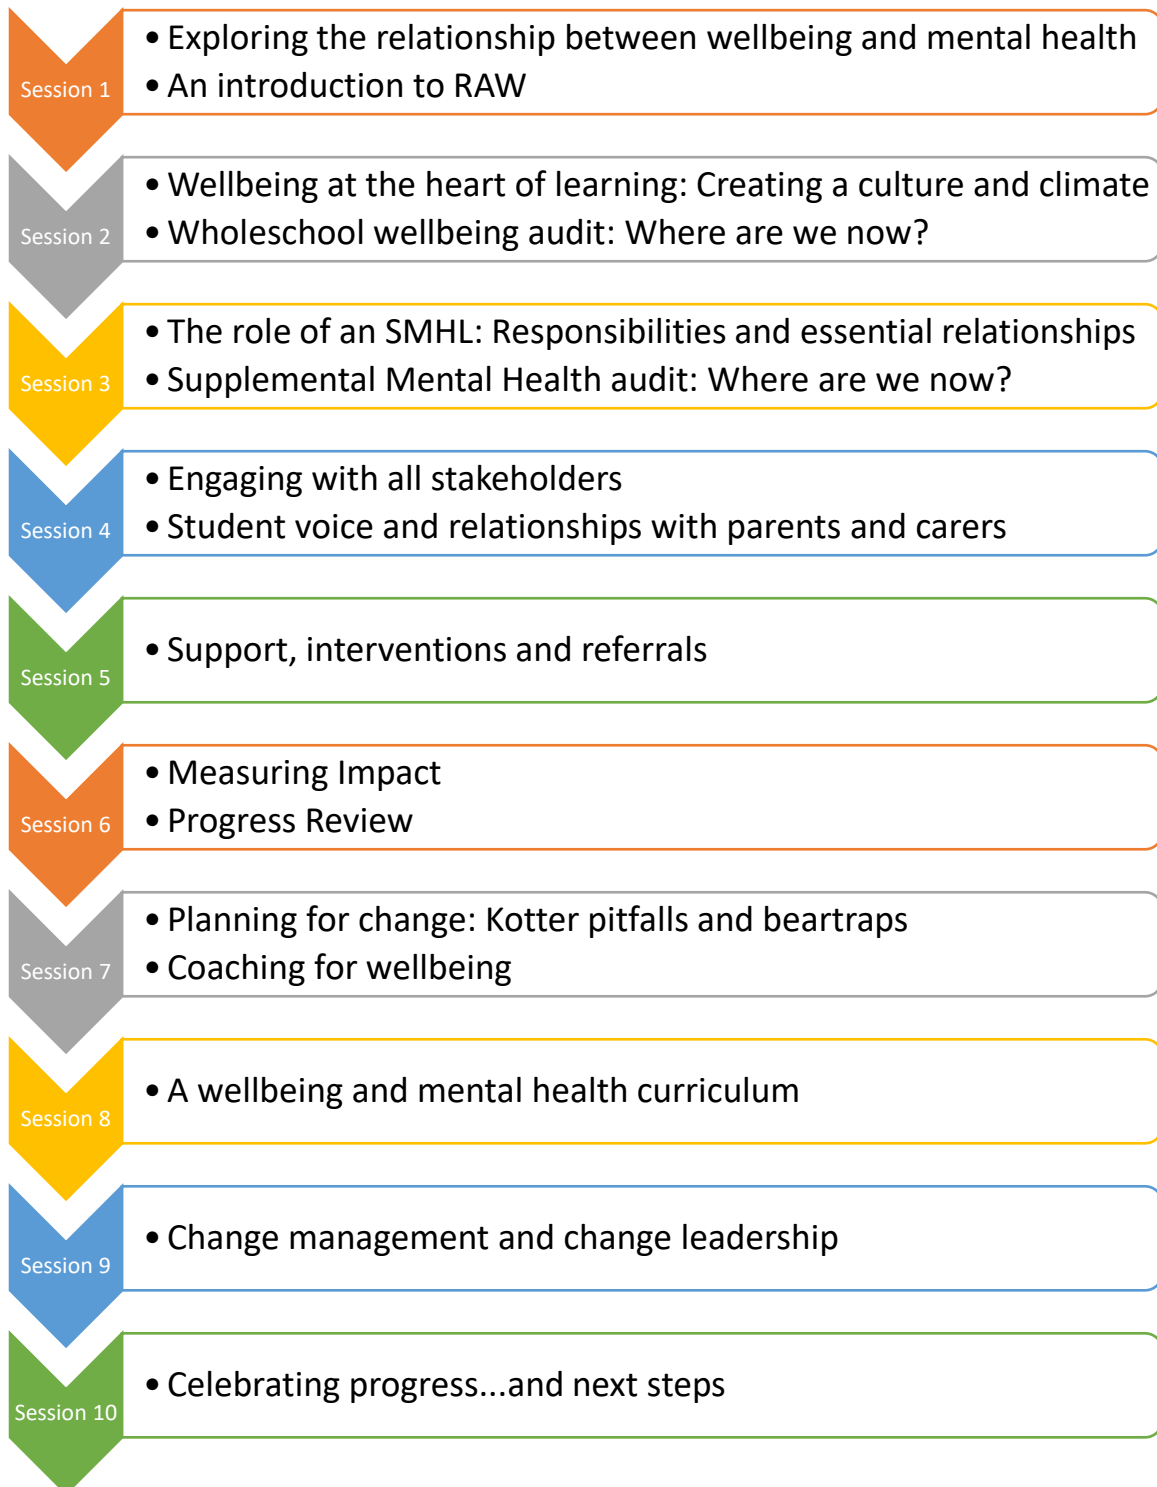 Session 1
• Exploring the relationship between wellbeing and mental health
• An introduction to RAW
Session 2
• Wellbeing at the heart of learning: Creating a culture and climate
• Wholeschool wellbeing audit: Where are we now?
Session 3
• The role of an SMHL: Responsibilities and essential relationships
• Supplemental Mental Health audit: Where are we now?
Session 4
• Engaging with all stakeholders
• Student voice and relationships with parents and carers
Session 5
• Support, interventions and referrals
Session 6
• Measuring Impact
• Progress Review
Session 7
• Planning for change: Kotter pitfalls and beartraps
• Coaching for wellbeing
Session 8
• A wellbeing and mental health curriculum
Session 9
• Change management and change leadership
Session 10
• Celebrating progress...and next steps